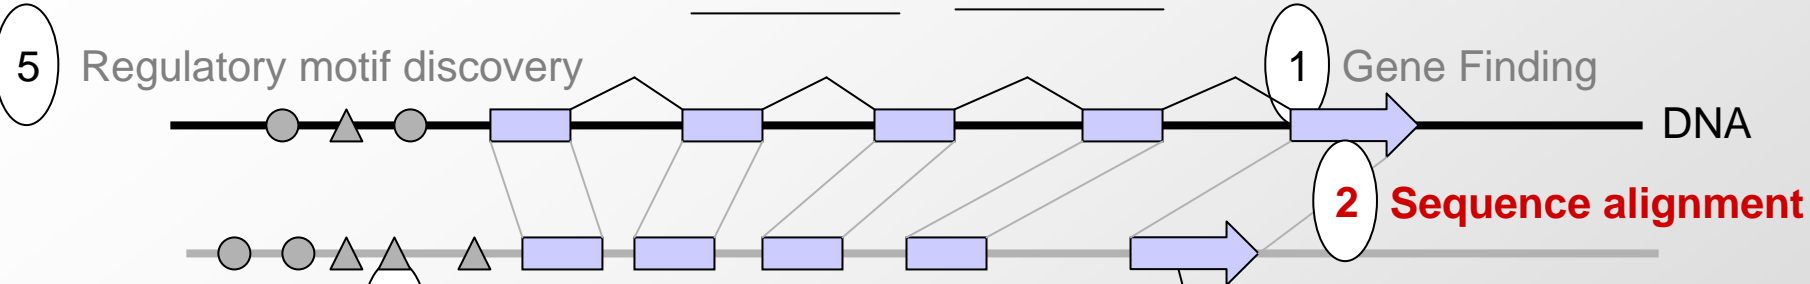 5 Regulatory motif discovery
1 Gene Finding
DNA
2 Sequence alignment